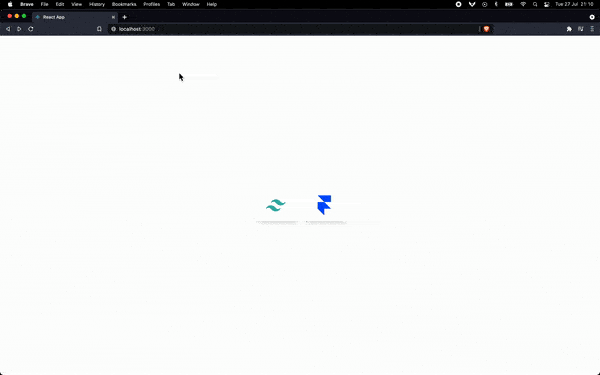 Brave File Edit View History Bookmarks Profiles Tab Window Help Tue 27 Jul 21:10
React App
localhost:3000